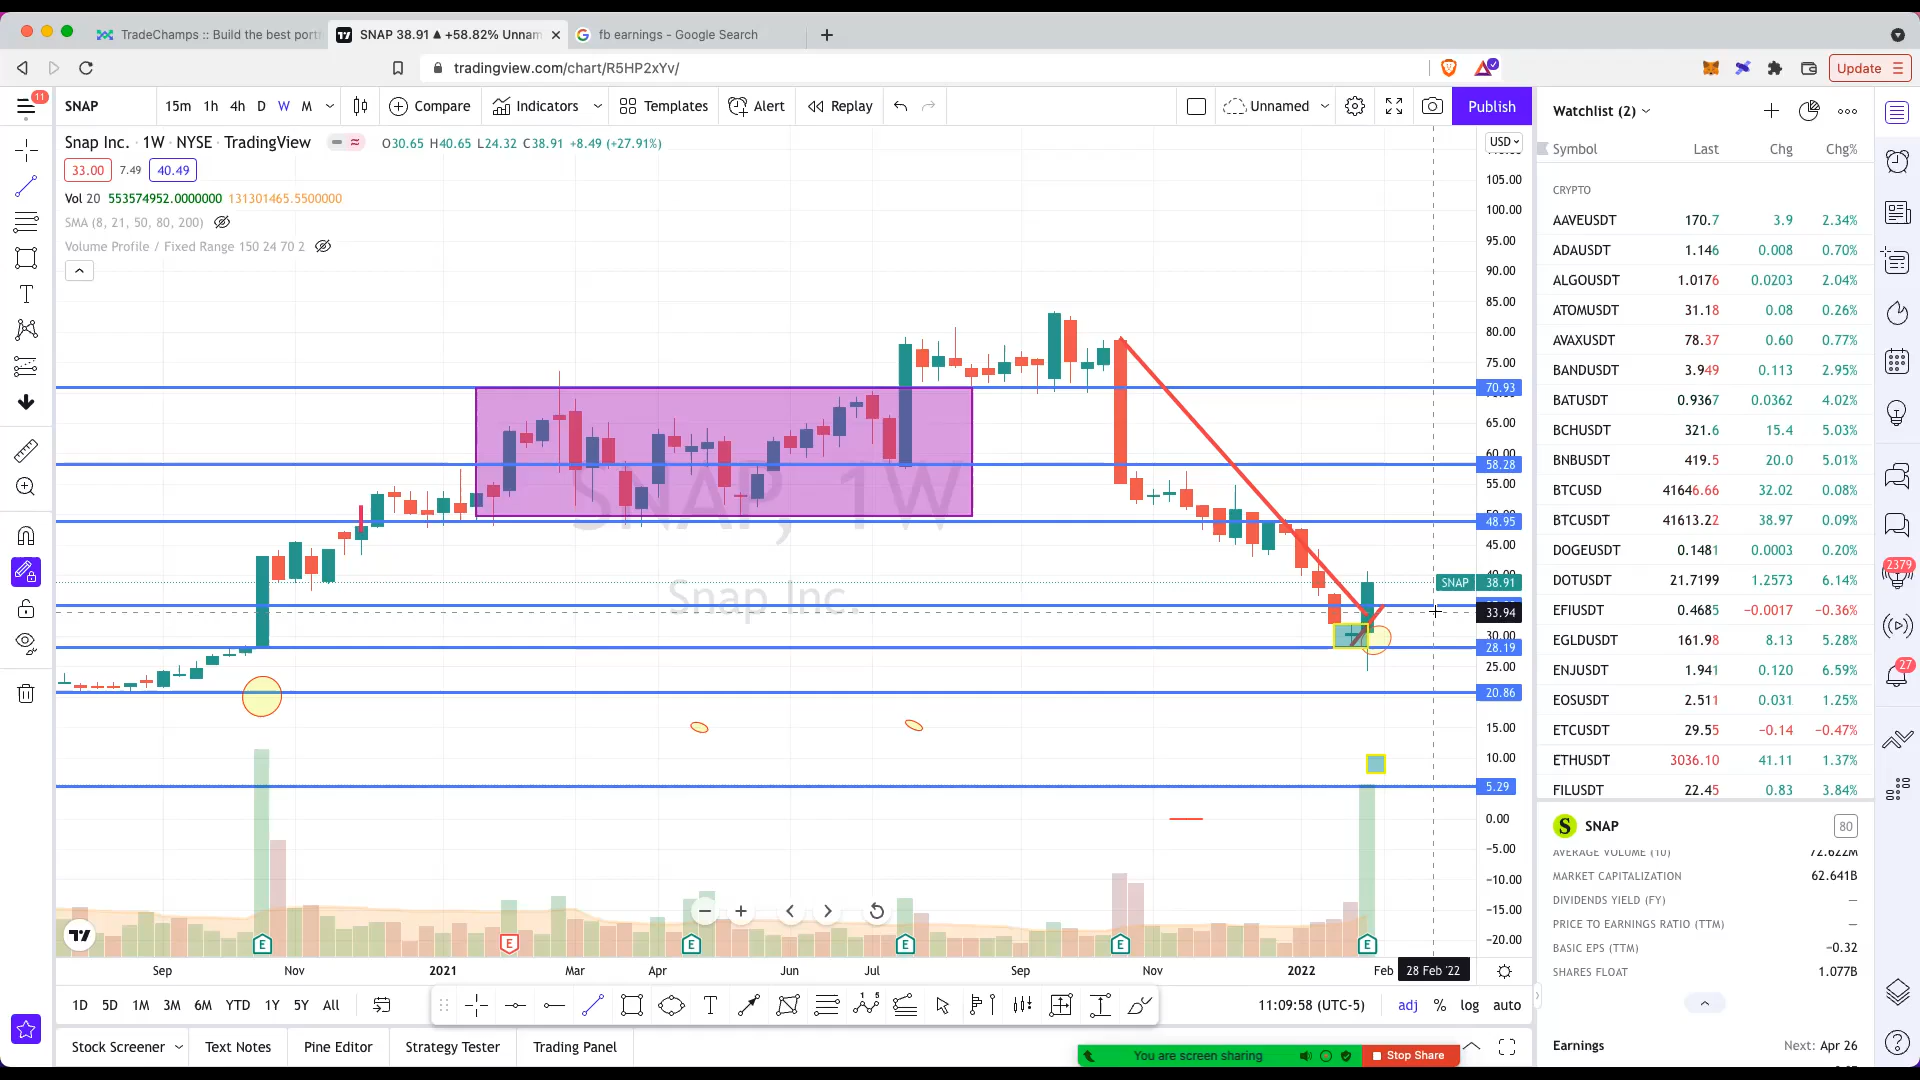 TradeChamps :: Build the best port
SNAP 38.91 ▲ +58.82% Unnam
fb earnings - Google Search
tradingview.com/chart/R5HP2xYv/
Update
11
SNAP
15m 1h 4h D W M
Compare
Indicators
Templates
Alert
Replay
Unnamed
Publish
Snap Inc. · 1W · NYSE · TradingView
O30.65 H40.65 L24.32 C38.91 +8.49 (+27.91%)
33.00 7.49 40.49
Vol 20 553574952.0000000 131301465.5500000
SMA (8, 21, 50, 80, 200)
Volume Profile / Fixed Range 150 24 70 2
USD
105.00
100.00
95.00
90.00
85.00
80.00
75.00
70.93
65.00
60.00
58.28
55.00
48.95
45.00
SNAP 38.91
33.94
30.00
28.19
25.00
20.86
15.00
10.00
5.29
0.00
−5.00
−10.00
−15.00
−20.00
SNAP, 1W
Snap Inc.
E E E E E E
Sep Nov 2021 Mar Apr Jun Jul Sep Nov 2022 Feb 28 Feb '22
1D 5D 1M 3M 6M YTD 1Y 5Y All
11:09:58 (UTC-5)
adj % log auto
Stock Screener
Text Notes
Pine Editor
Strategy Tester
Trading Panel
You are screen sharing
Stop Share
Watchlist (2)
Symbol Last Chg Chg%
CRYPTO
AAVEUSDT 170.7 3.9 2.34%
ADAUSDT 1.146 0.008 0.70%
ALGOUSDT 1.0176 0.0203 2.04%
ATOMUSDT 31.18 0.08 0.26%
AVAXUSDT 78.37 0.60 0.77%
BANDUSDT 3.949 0.113 2.95%
BATUSDT 0.9367 0.0362 4.02%
BCHUSDT 321.6 15.4 5.03%
BNBUSDT 419.5 20.0 5.01%
BTCUSD 41646.66 32.02 0.08%
BTCUSDT 41613.22 38.97 0.09%
DOGEUSDT 0.1481 0.0003 0.20%
DOTUSDT 21.7199 1.2573 6.14%
EFIUSDT 0.4685 −0.0017 −0.36%
EGLDUSDT 161.98 8.13 5.28%
ENJUSDT 1.941 0.120 6.59%
EOSUSDT 2.511 0.031 1.25%
ETCUSDT 29.55 −0.14 −0.47%
ETHUSDT 3036.10 41.11 1.37%
FILUSDT 22.45 0.83 3.84%
S SNAP 80
AVERAGE VOLUME (10) 72.622M
MARKET CAPITALIZATION 62.641B
DIVIDENDS YIELD (FY) —
PRICE TO EARNINGS RATIO (TTM) —
BASIC EPS (TTM) −0.32
SHARES FLOAT 1.077B
Earnings Next: Apr 26
2379
27